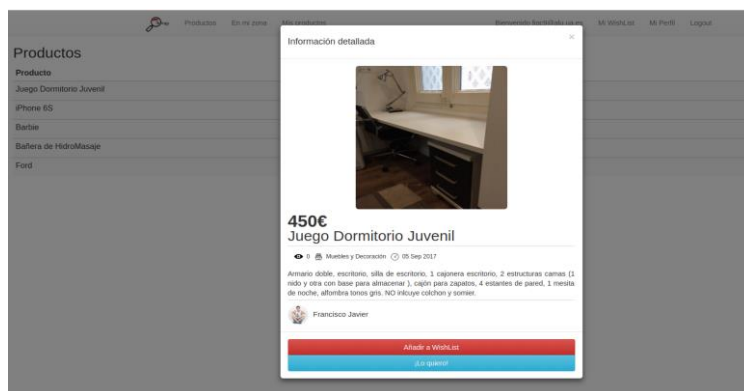 Productos En mi zona Mis productos Mi WishList Mi Perfil Logout
Información detallada ×
Productos
Producto
Juego Dormitorio Juvenil
iPhone 6S
Barbie
Bañera de HidroMasaje
Ford
450€
Juego Dormitorio Juvenil
0 Muebles y Decoración 05 Sep 2017
Armario doble, escritorio, silla de escritorio, 1 cajonera escritorio, 2 estructuras camas (1
nido y otra con base para almacenar ), cajón para zapatos, 4 estantes de pared, 1 mesita
de noche, alfombra tonos gris. NO inlcuye colchon y somier.
Francisco Javier
Añadir a WishList
¡Lo quiero!